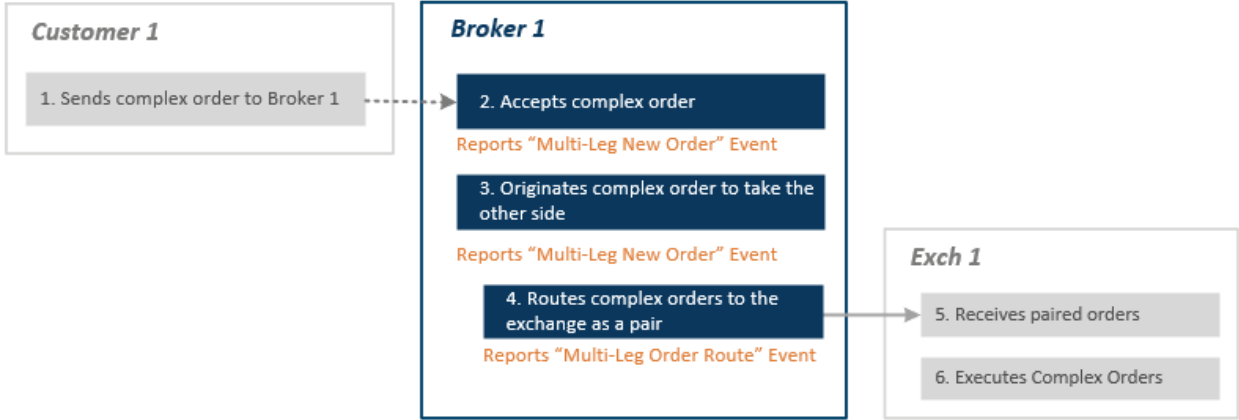 Customer 1
1. Sends complex order to Broker 1
Broker 1
2. Accepts complex order
Reports “Multi-Leg New Order” Event
3. Originates complex order to take the
other side
Reports “Multi-Leg New Order” Event
4. Routes complex orders to the
exchange as a pair
Reports “Multi-Leg Order Route” Event
Exch 1
5. Receives paired orders
6. Executes Complex Orders